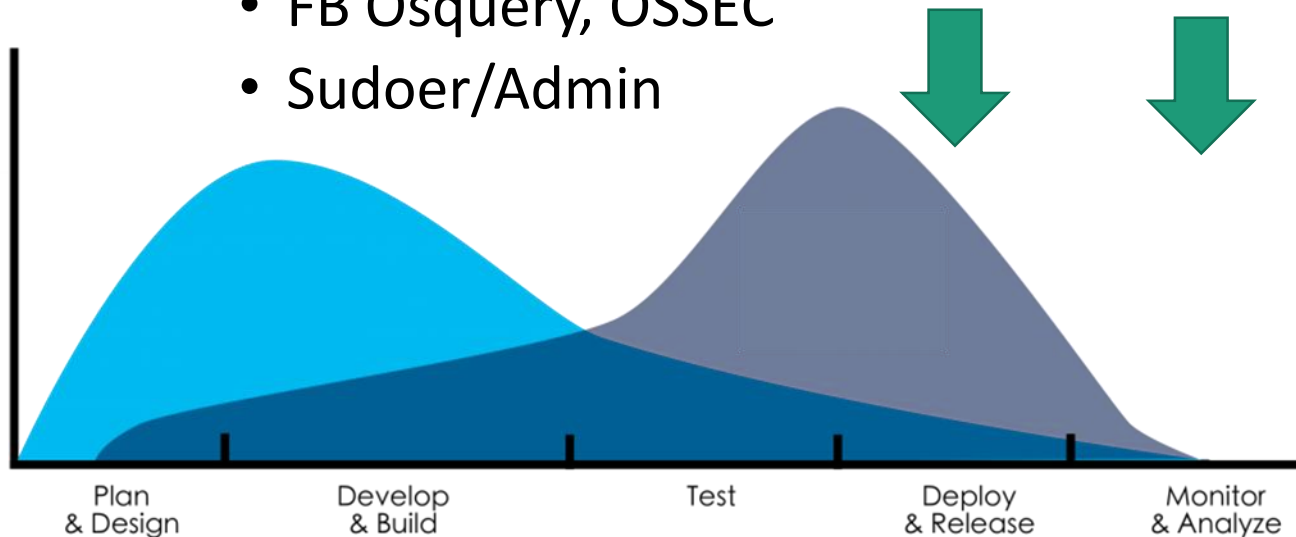 • FB Osquery, OSSEC
• Sudoer/Admin
Plan
& Design
Develop
& Build
Test
Deploy
& Release
Monitor
& Analyze